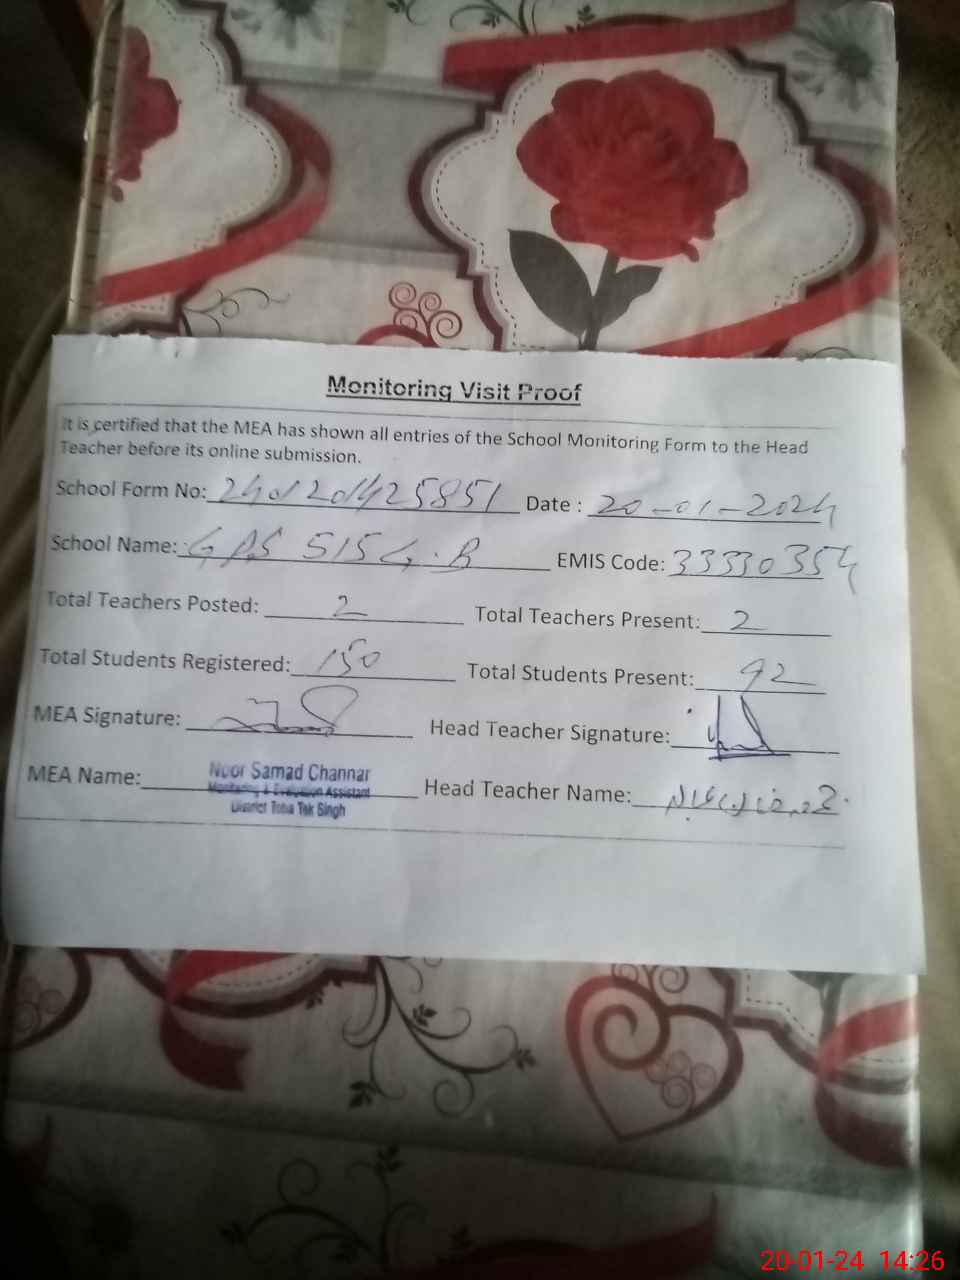 Monitoring Visit Proof
It is certified that the MEA has shown all entries of the School Monitoring Form to the Head
Teacher before its online submission.
School Form No: 2401201425851 Date : 20-01-2024
School Name: GPS 515 G.B EMIS Code: 33330354
Total Teachers Posted: 2 Total Teachers Present: 2
Total Students Registered: 150 Total Students Present: 92
MEA Signature: Head Teacher Signature:
MEA Name: Noor Samad Channar Head Teacher Name:
Monitoring & Evaluation Assistant
District Toba Tek Singh
20-01-24 14:26